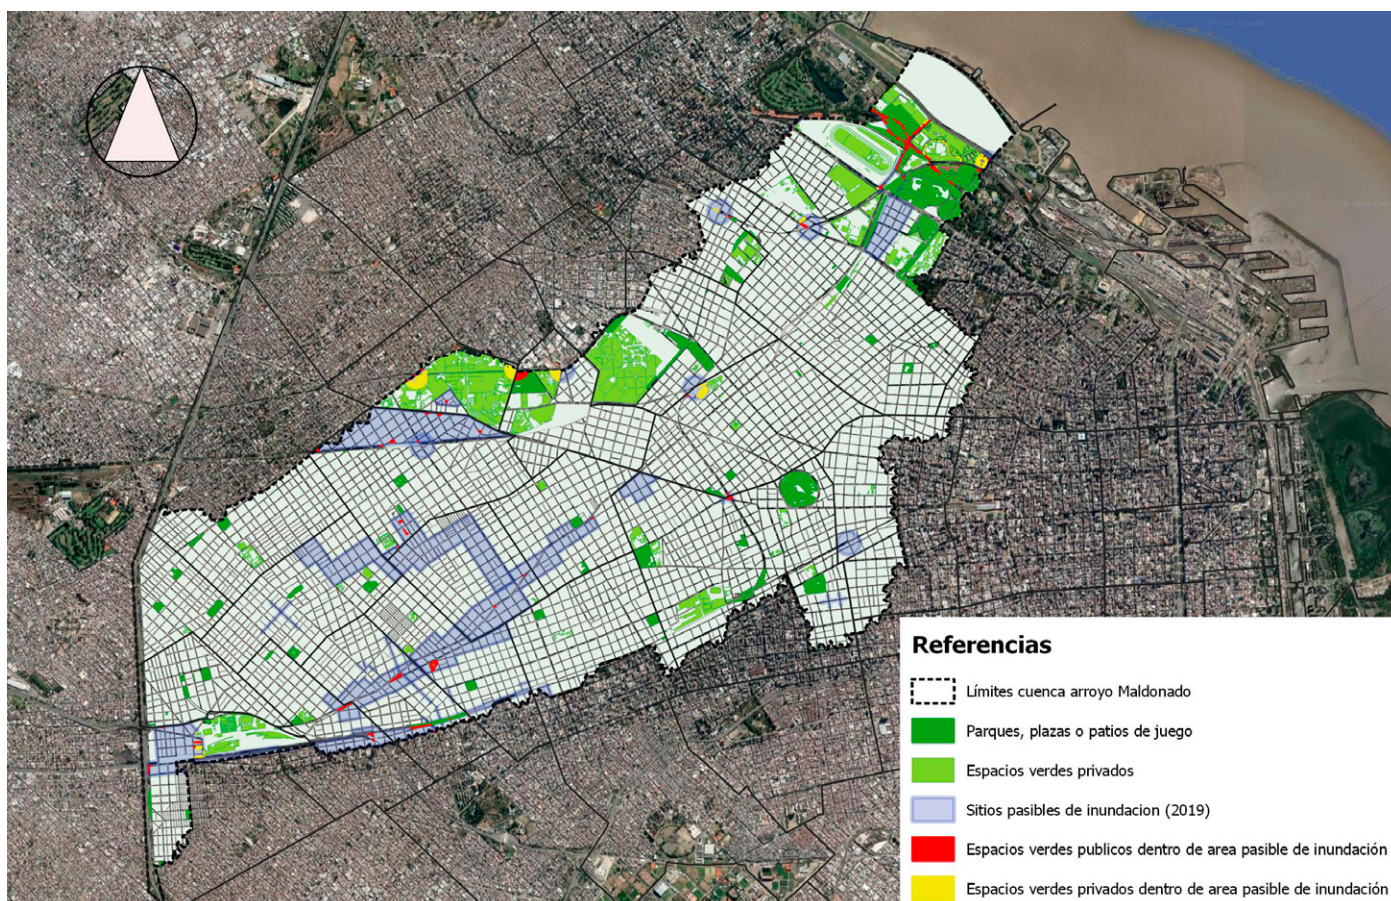 Referencias
Límites cuenca arroyo Maldonado
Parques, plazas o patios de juego
Espacios verdes privados
Sitios pasibles de inundacion (2019)
Espacios verdes publicos dentro de area pasible de inundación
Espacios verdes privados dentro de area pasible de inundación